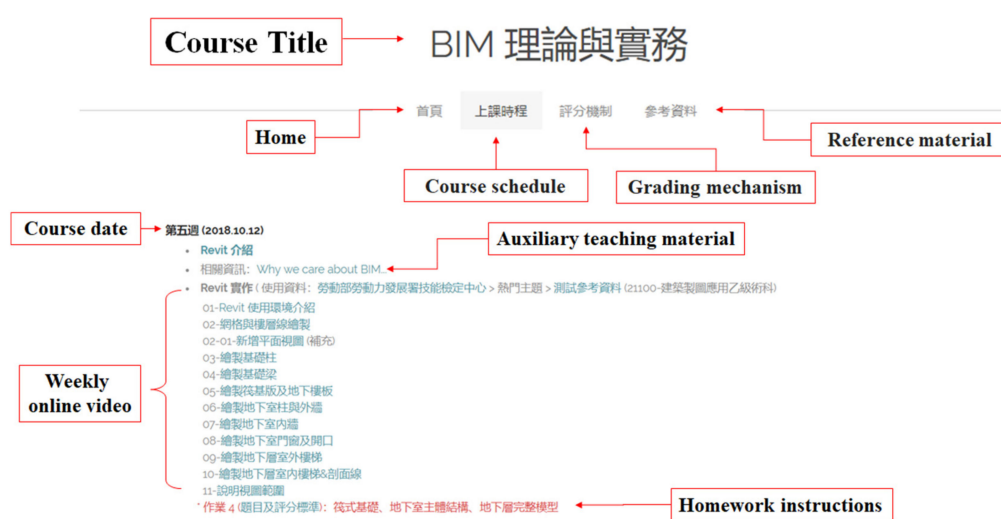 Course Title
BIM 理論與實務
首頁 上課時程 評分機制 參考資料
Home
Reference material
Course schedule
Grading mechanism
Course date
第五週 (2018.10.12)
Auxiliary teaching material
• Revit 介紹
• 相關資訊：Why we care about BIM...
• Revit 實作 ( 使用資料：勞動部勞動力發展署技能檢定中心 > 熱門主題 > 測試參考資料 (21100-建築製圖應用乙級術科)
01-Revit 使用環境介紹
02-網格與樓層線繪製
02-01-新增平面視圖 (補充)
03-繪製基礎柱
04-繪製基礎梁
05-繪製筏基版及地下樓板
06-繪製地下室柱與外牆
07-繪製地下室內牆
08-繪製地下室門窗及開口
09-繪製地下層室外樓梯
10-繪製地下層室內樓梯&剖面線
11-說明視圖範圍
Weekly
online video
* 作業 4 (題目及評分標準)：筏式基礎、地下室主體結構、地下層完整模型
Homework instructions